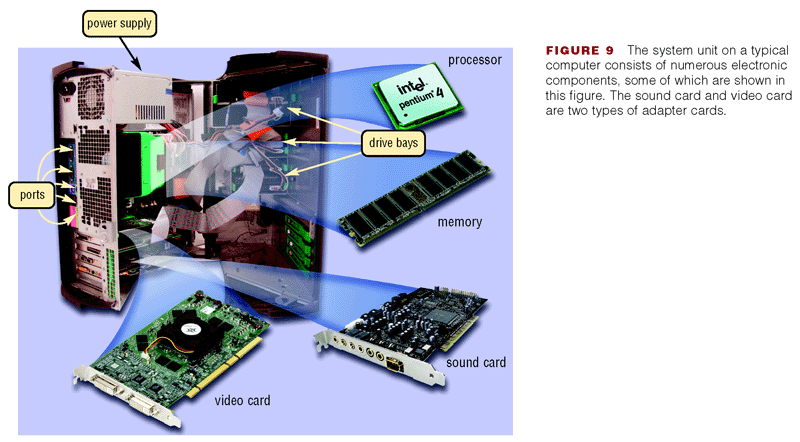 power supply
processor
intel
pentium 4
drive bays
ports
memory
sound card
video card
FIGURE 9 The system unit on a typical
computer consists of numerous electronic
components, some of which are shown in
this figure. The sound card and video card
are two types of adapter cards.